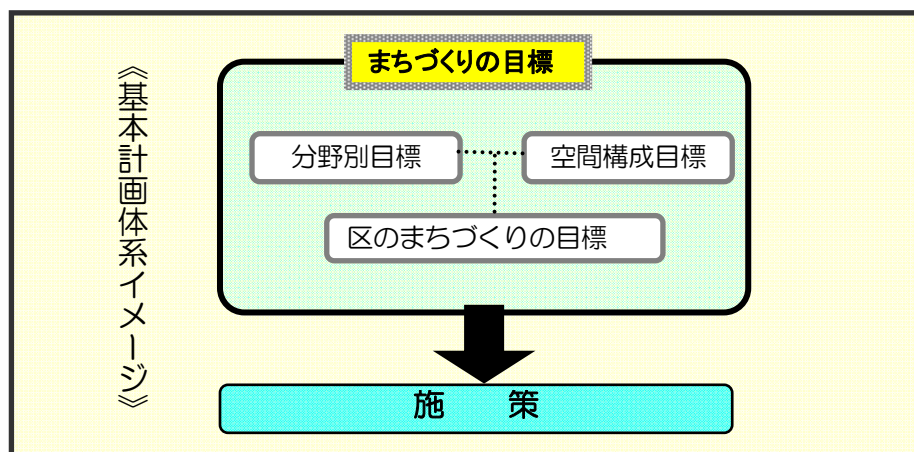 《基本計画体系イメージ》
まちづくりの目標
分野別目標
空間構成目標
区のまちづくりの目標
施　策